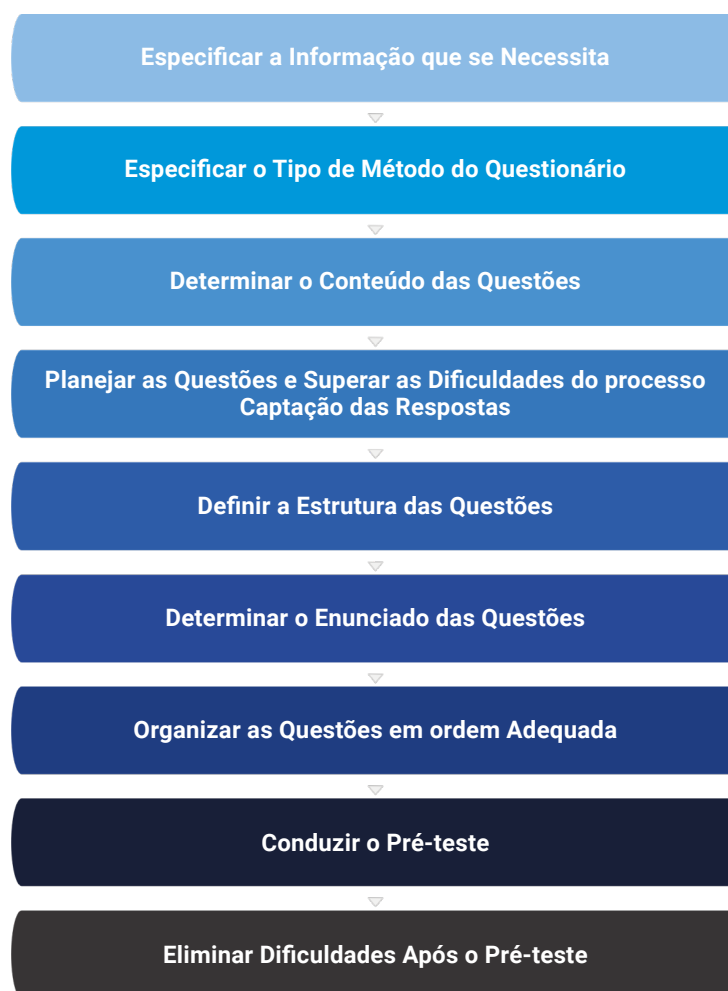 Especificar a Informação que se Necessita
Especificar o Tipo de Método do Questionário
Determinar o Conteúdo das Questões
Planejar as Questões e Superar as Dificuldades do processo
Captação das Respostas
Definir a Estrutura das Questões
Determinar o Enunciado das Questões
Organizar as Questões em ordem Adequada
Conduzir o Pré-teste
Eliminar Dificuldades Após o Pré-teste